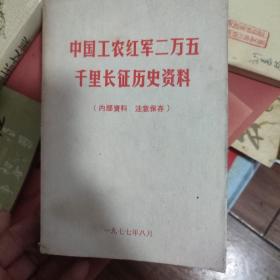 中国工农红军二万五
千里长征历史资料
（内部资料 注意保存）
一九七七年八月